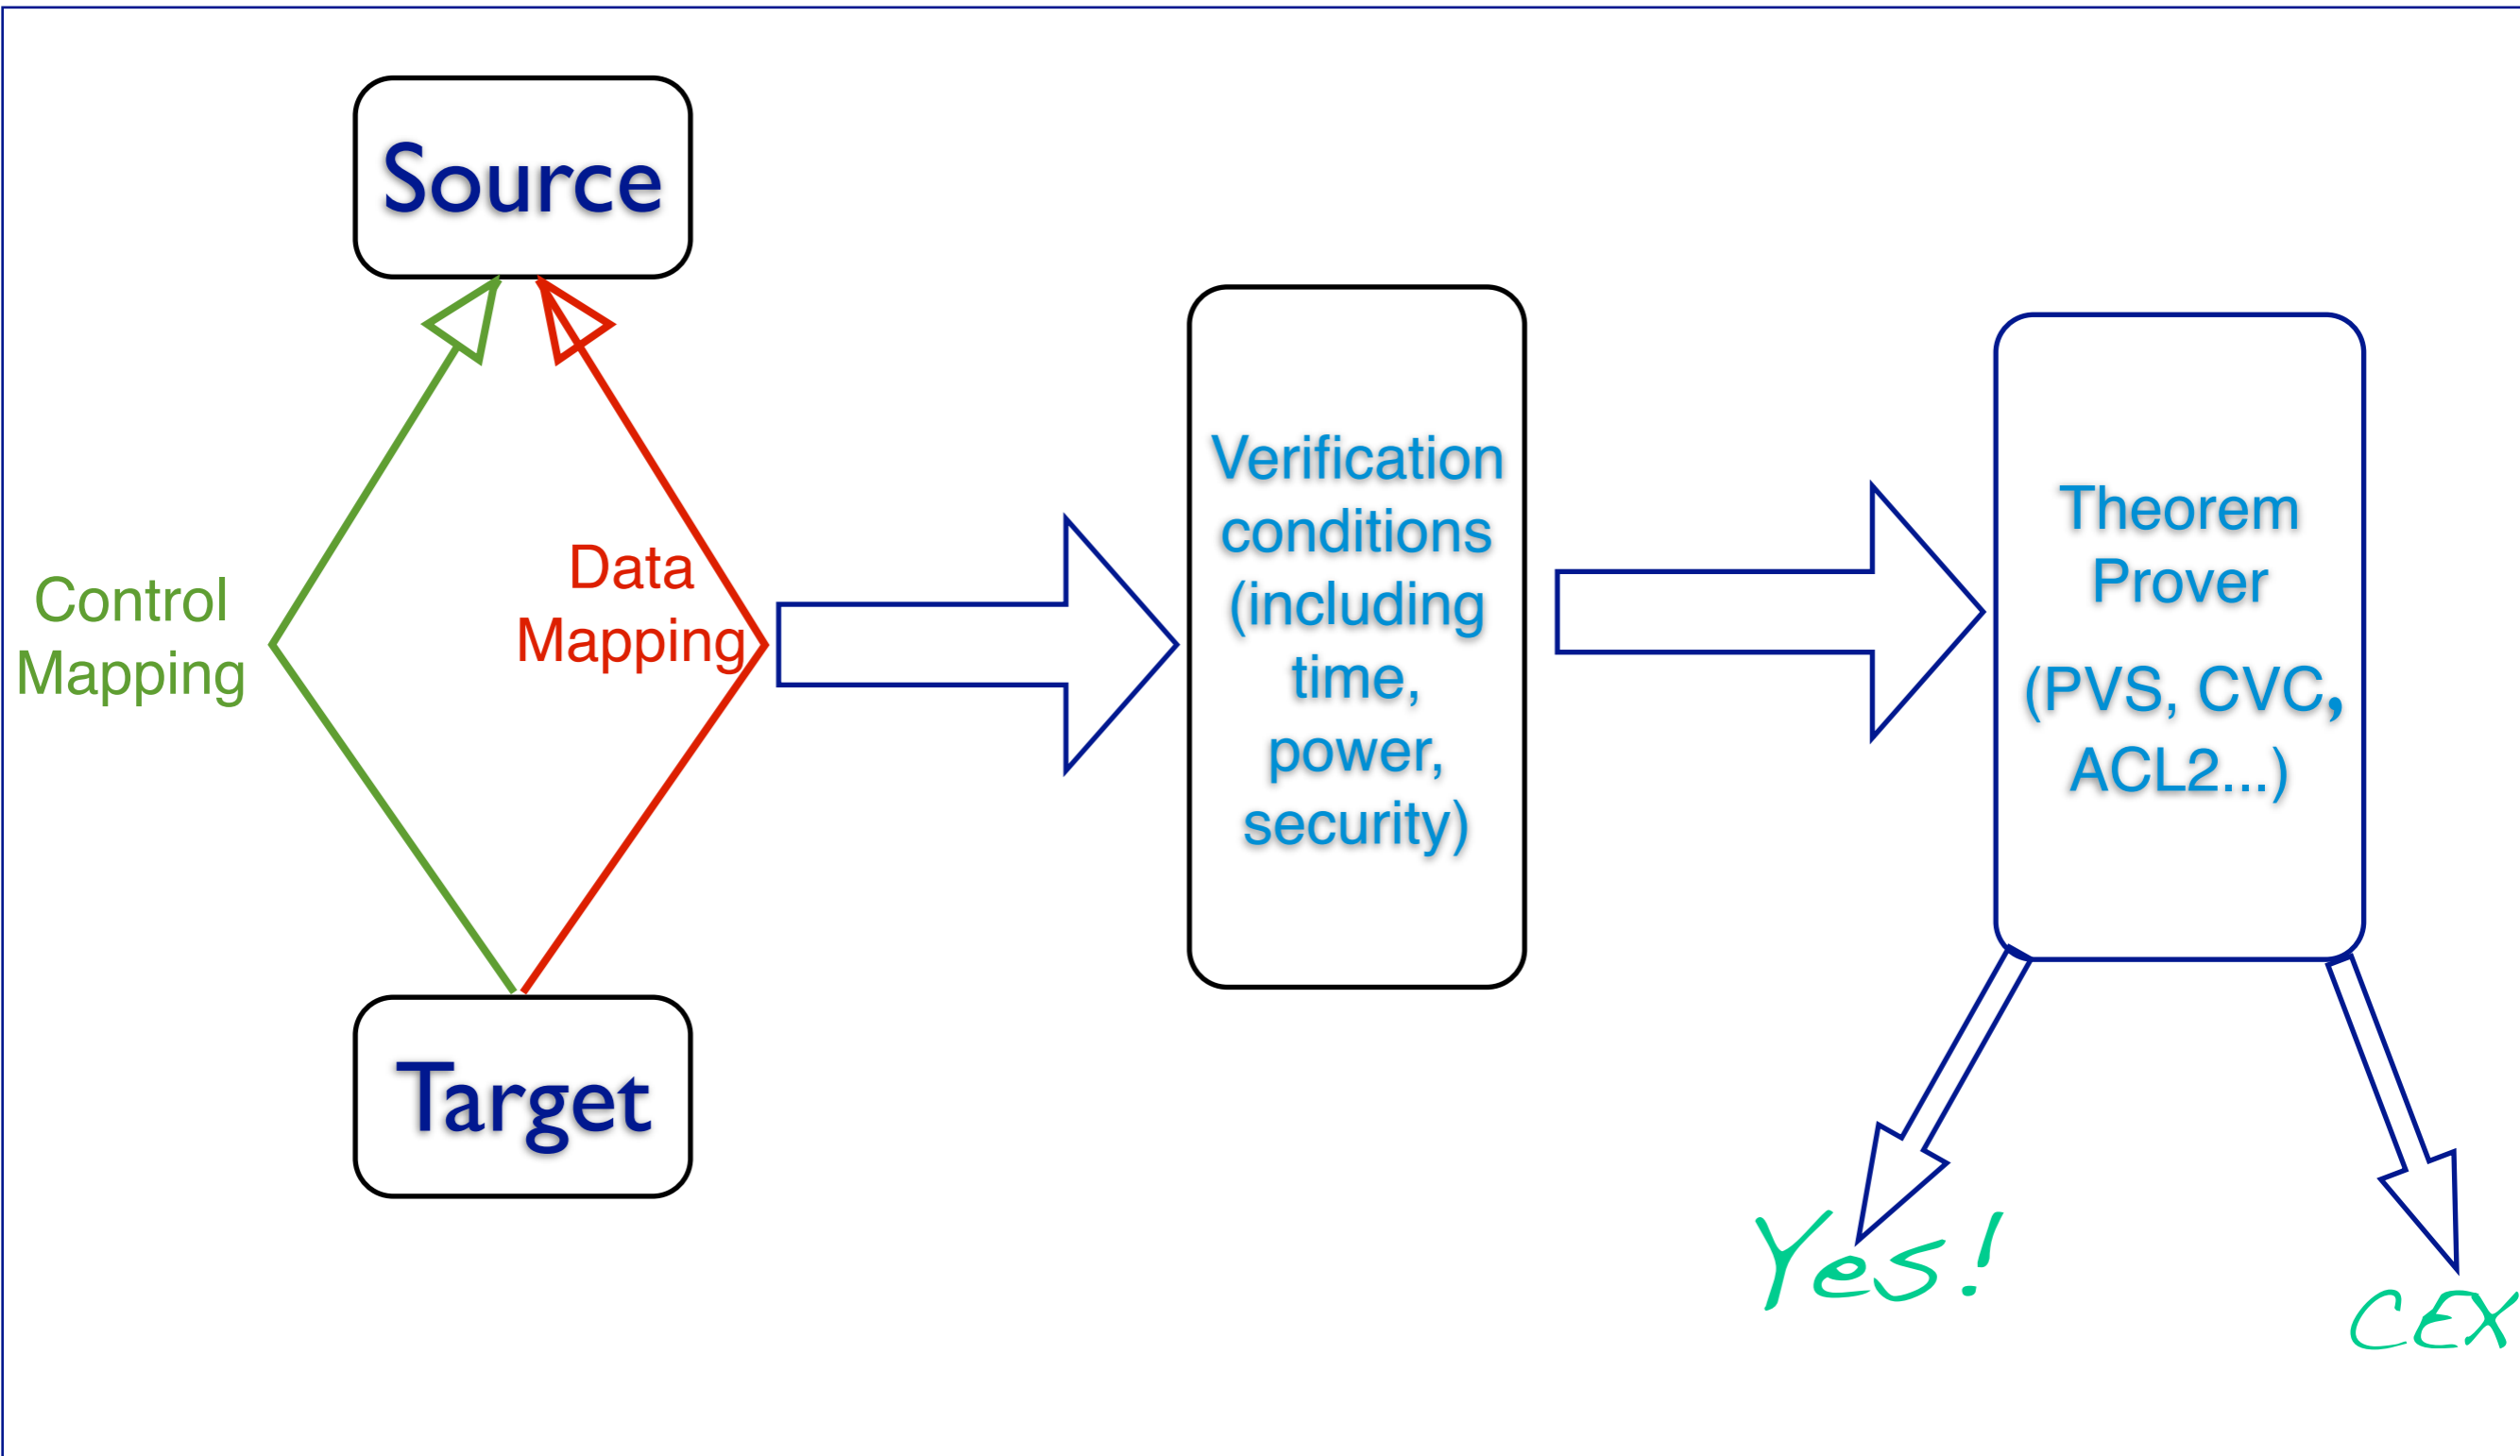 Source
Control
Mapping
Data
Mapping
Target
Verification
conditions
(including
time,
power,
security)
Theorem
Prover
(PVS, CVC,
ACL2...)
Yes!
CEX